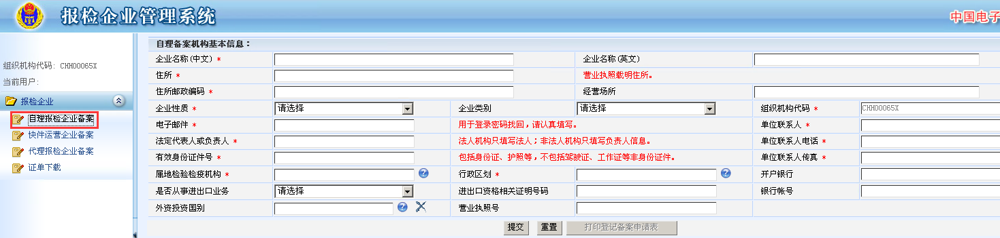 报检企业管理系统
中国电子
组织机构代码: CHH00065X
当前用户:
报检企业
自理报检企业备案
快件运营企业备案
代理报检企业备案
证单下载
自理备案机构基本信息:
企业名称(中文) * 企业名称(英文)
住所 * 营业执照载明住所。
住所邮政编码 * 经营场所
企业性质 * 请选择 企业类别 请选择 组织机构代码 * CHH00065X
电子邮件 * 用于登录密码找回,请认真填写。 单位联系人 *
法定代表人或负责人 * 法人机构只填写法人;非法人机构只填写负责人信息。 单位联系人电话 *
有效身份证件号 * 包括身份证、护照等,不包括驾驶证、工作证等非身份证件。 单位联系人传真 *
属地检验检疫机构 * 行政区划 * 开户银行
是否从事进出口业务 请选择 进出口资格相关证明号码 银行帐号
外资投资国别 营业执照号
提交 重置 打印登记备案申请表